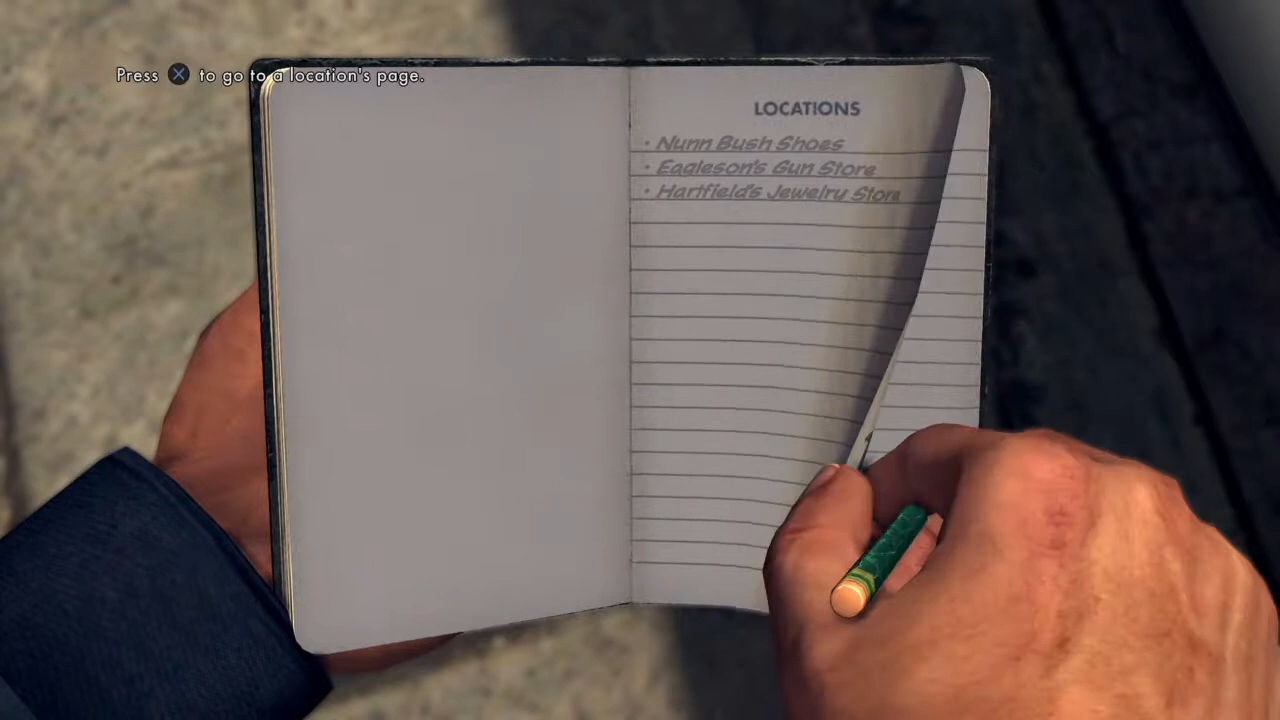 Press X to go to a location's page.
LOCATIONS
• Nunn Bush Shoes
• Eagleson's Gun Store
• Hartfield's Jewelry Store